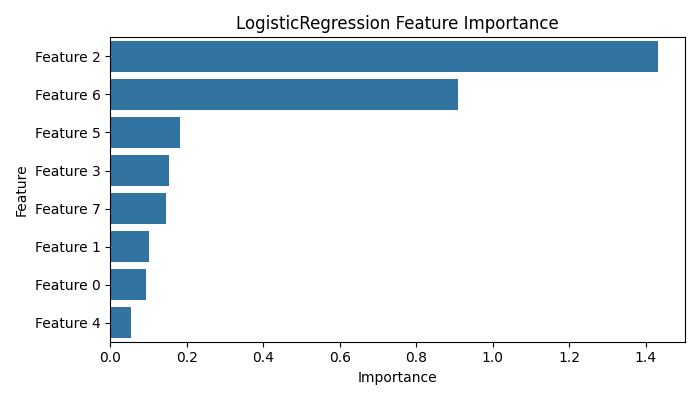 LogisticRegression Feature Importance
Feature 2
Feature 6
Feature 5
Feature 3
Feature 7
Feature 1
Feature 0
Feature 4
Feature
0.0 0.2 0.4 0.6 0.8 1.0 1.2 1.4
Importance